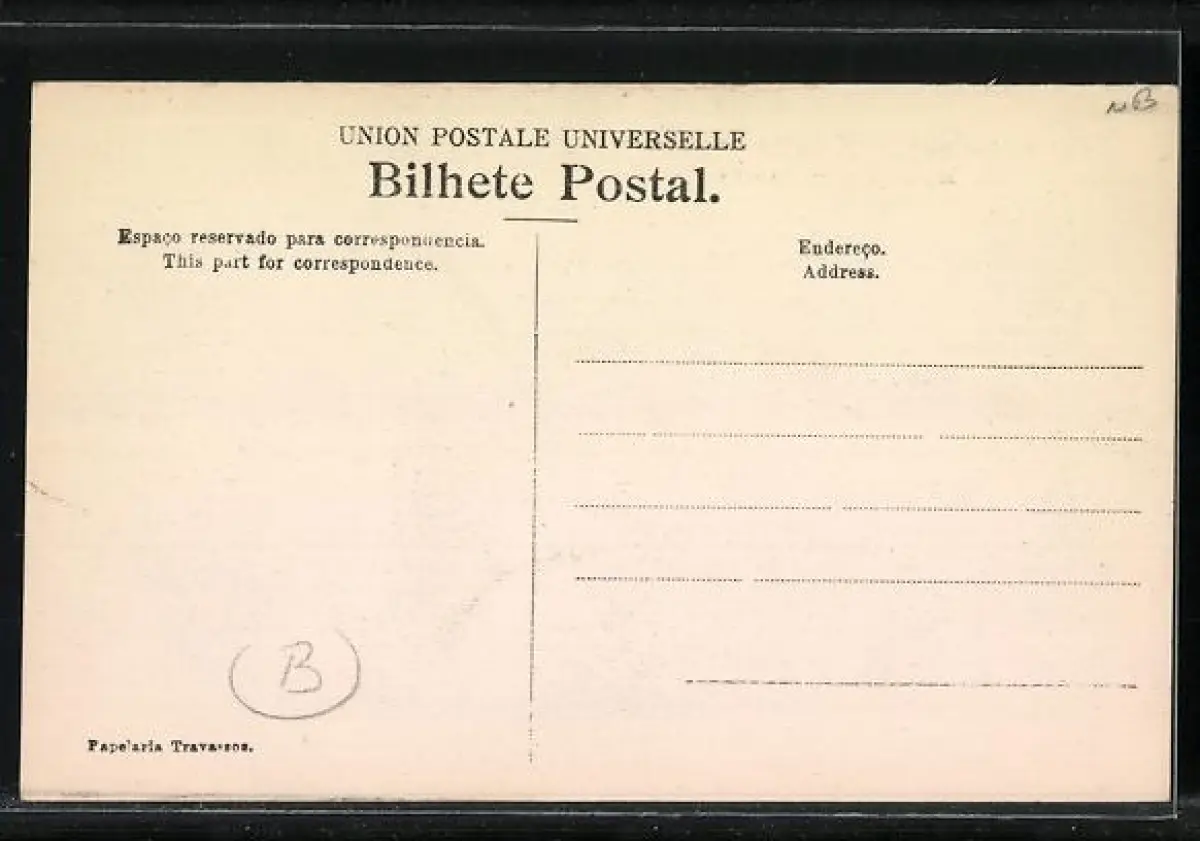 UNION POSTALE UNIVERSELLE
Bilhete Postal.
Espaço reservado para correspondencia.
This part for correspondence.
Endereço.
Address.
B
Papelaria Travassos.